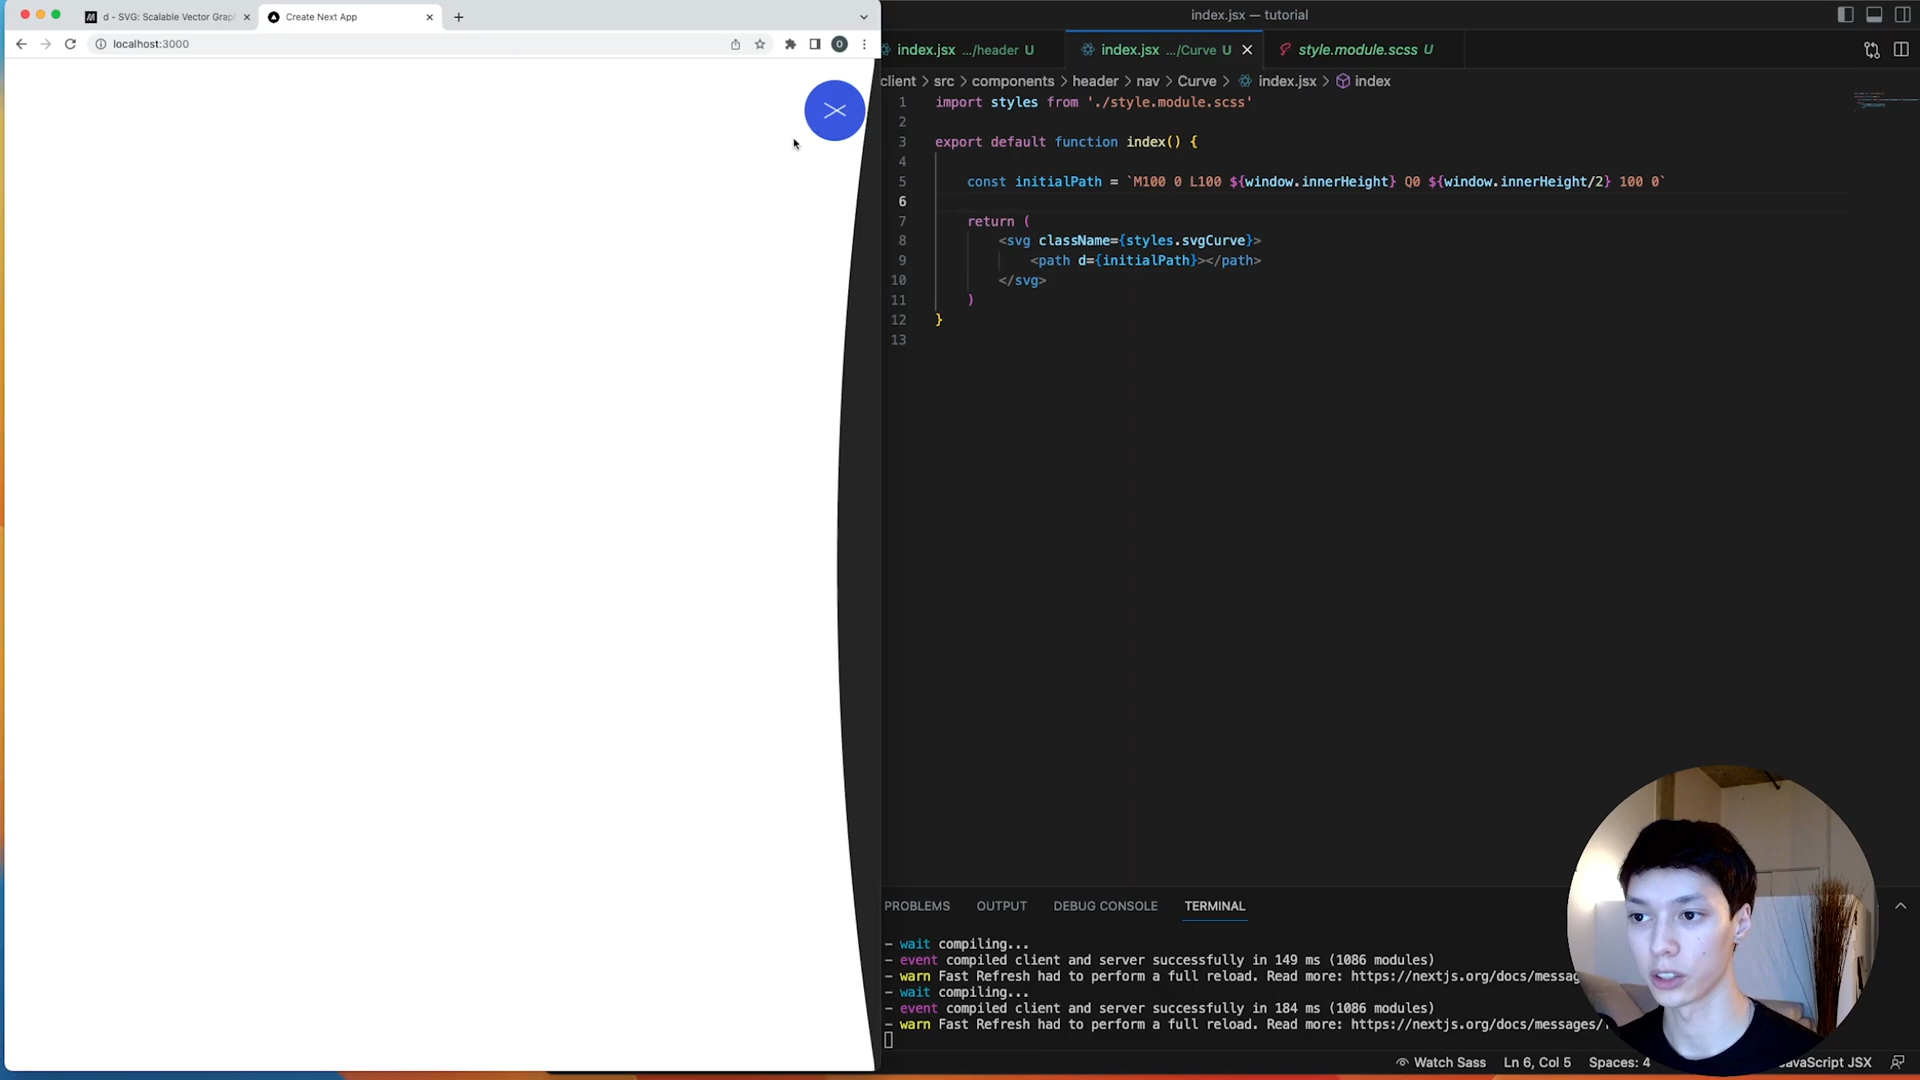 d - SVG: Scalable Vector Grap
Create Next App
localhost:3000
index.jsx — tutorial
index.jsx .../header U
index.jsx .../Curve U
style.module.scss U
client > src > components > header > nav > Curve > index.jsx > index
1 import styles from './style.module.scss'
2
3 export default function index() {
4
5 const initialPath = `M100 0 L100 ${window.innerHeight} Q0 ${window.innerHeight/2} 100 0`
6
7 return (
8 <svg className={styles.svgCurve}>
9 <path d={initialPath}></path>
10 </svg>
11 )
12 }
13
PROBLEMS OUTPUT DEBUG CONSOLE TERMINAL
- wait compiling...
- event compiled client and server successfully in 149 ms (1086 modules)
- warn Fast Refresh had to perform a full reload. Read more: https://nextjs.org/docs/messag
- wait compiling...
- event compiled client and server successfully in 184 ms (1086 modules)
- warn Fast Refresh had to perform a full reload. Read more: https://nextjs.org/docs/messages/
Watch Sass Ln 6, Col 5 Spaces: 4 JavaScript JSX